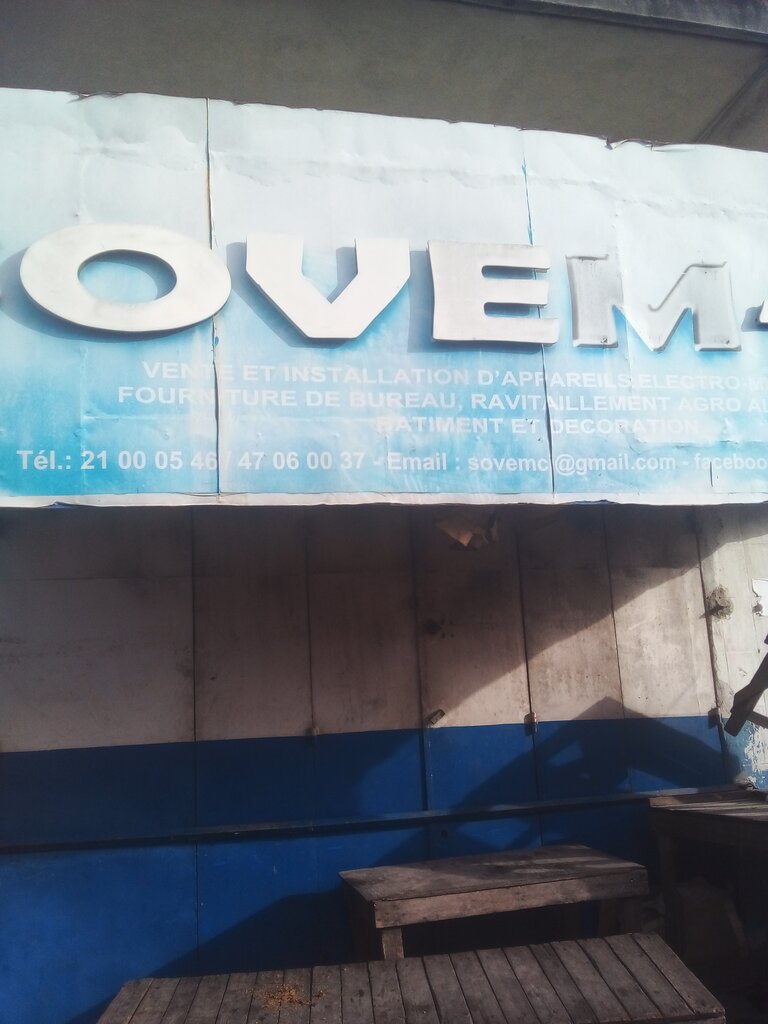 OVEM
VENTE ET INSTALLATION D'APPAREILS ELECTRO-M
FOURNITURE DE BUREAU, RAVITAILLEMENT AGRO AL
BATIMENT ET DECORATION
Tél.: 21 00 05 46 / 47 06 00 37 - Email : sovemci@gmail.com - faceboo